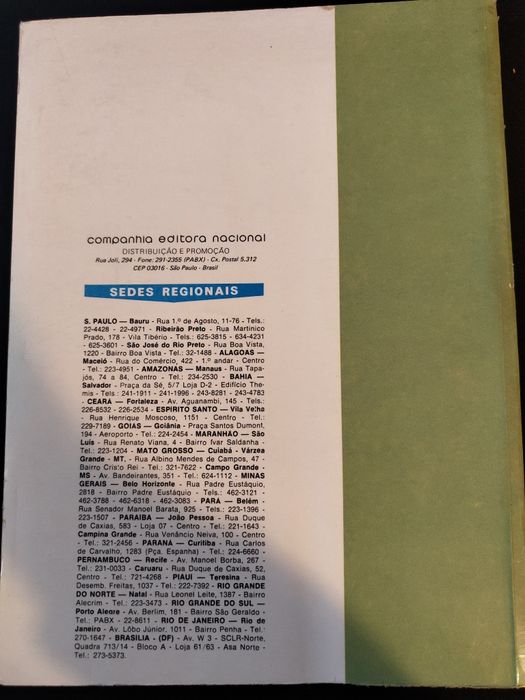 companhia editora nacional
DISTRIBUIÇÃO E PROMOÇÃO
Rua Joli, 294 - Fone: 291-2355 (PABX) - Cx. Postal 5.312
CEP 03016 - São Paulo - Brasil
SEDES REGIONAIS
S. PAULO — Bauru - Rua 1.º de Agosto, 11-76 - Tels.:
22-4428 - 22-4971 - Ribeirão Preto - Rua Martinico
Prado, 178 - Vila Tibério - Tels.: 625-3815 - 634-4231
- 625-3601 - São José do Rio Preto - Rua Boa Vista,
1220 - Bairro Boa Vista - Tel.: 32-1488 - ALAGOAS —
Maceió - Rua do Comércio, 422 - 1.º andar - Centro
- Tel.: 223-4951 - AMAZONAS — Manaus - Rua Tapa-
jós, 74 a 84, Centro - Tel.: 234-2530 - BAHIA —
Salvador - Praça da Sé, 5/7 Loja D-2 - Edifício The-
mis - Tels: 241-1911 - 241-1996 - 243-8281 - 243-4783
- CEARÁ — Fortaleza - Av. Aguanambi, 145 - Tels.:
226-8532 - 226-2534 - ESPIRITO SANTO — Vila Velha
- Rua Henrique Moscoso, 1151 - Centro - Tel.:
229-7189 - GOIÁS — Goiânia - Praça Santos Dumont,
194 - Aeroporto - Tel.: 224-2454 - MARANHÃO — São
Luís - Rua Renato Viana, 4 - Bairro Ivar Saldanha -
Tel.: 223-1204 - MATO GROSSO — Cuiabá - Várzea
Grande - MT. - Rua Albino Mendes de Campos, 47 -
Bairro Cristo Rei - Tel.: 321-7622 - Campo Grande -
MS - Av. Bandeirantes, 351 - Tel.: 624-1112 - MINAS
GERAIS — Belo Horizonte - Rua Padre Eustáquio,
2818 - Bairro Padre Eustáquio - Tels.: 462-3121 -
462-3788 - 462-6318 - 462-3083 - PARÁ — Belém -
Rua Senador Manoel Barata, 925 - Tels.: 223-1396 -
223-1507 - PARAIBA — João Pessoa - Rua Duque
de Caxias, 583 - Loja 07 - Centro - Tel.: 221-1643 -
Campina Grande - Rua Venâncio Neiva, 100 - Centro
- Tel.: 321-2456 - PARANÁ — Curitiba - Rua Carlos
de Carvalho, 1283 (Pça. Espanha) - Tel.: 224-6660 -
PERNAMBUCO — Recife - Av. Manoel Borba, 267 -
Tel.: 231-0033 - Caruaru - Rua Duque de Caxias, 52,
Centro - Tel.: 721-4268 - PIAUÍ — Teresina - Rua
Desemb. Freitas, 1037 - Tel.: 222-7392 - RIO GRANDE
DO NORTE — Natal - Rua Leonel Leite, 1387 - Bairro
Alecrim - Tel.: 223-3473 - RIO GRANDE DO SUL —
Porto Alegre - Av. Berlim, 181 - Bairro São Geraldo -
Tel.: PABX - 22-8611 - RIO DE JANEIRO — Rio de
Janeiro - Av. Lôbo Júnior, 1011 - Bairro Penha - Tel.:
270-1647 - BRASILIA - (DF) - Av. W 3 - SCLR-Norte,
Quadra 713/14 - Bloco A - Loja 61/63 - Asa Norte -
Tel.: 273-5373.